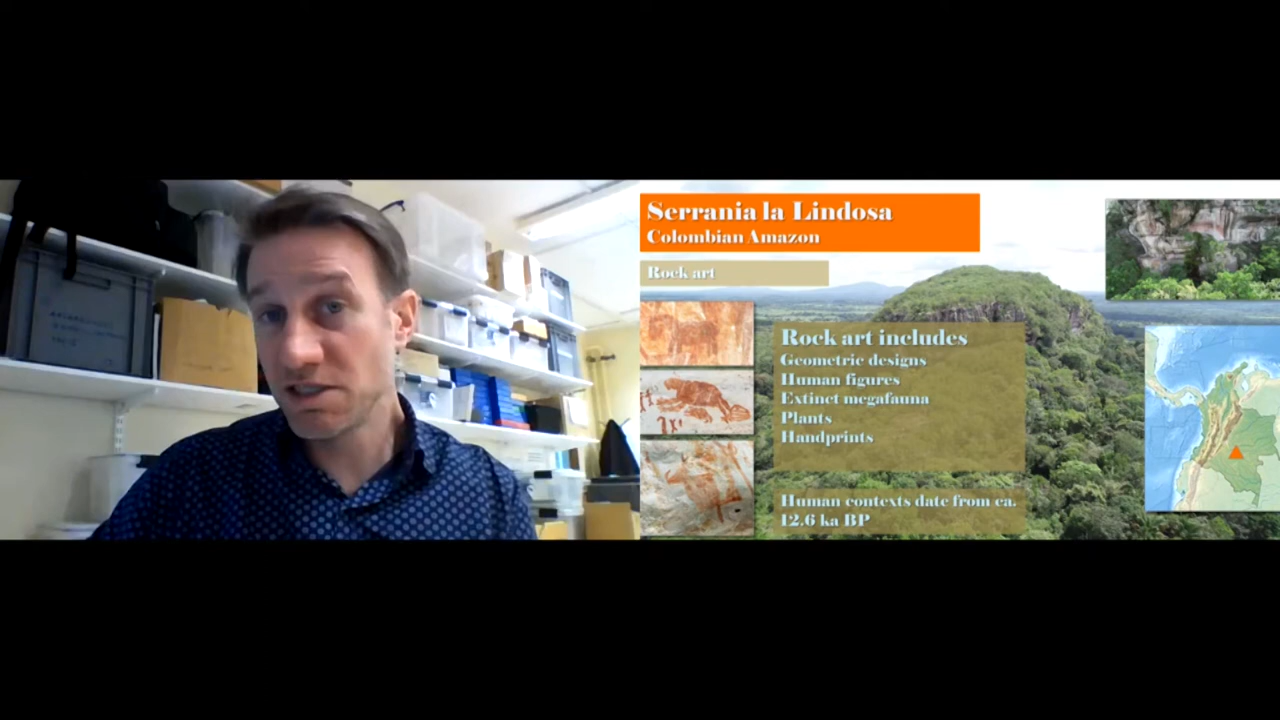 Serrania la Lindosa
Colombian Amazon
Rock art
Rock art includes
Geometric designs
Human figures
Extinct megafauna
Plants
Handprints
Human contexts date from ca.
12.6 ka BP